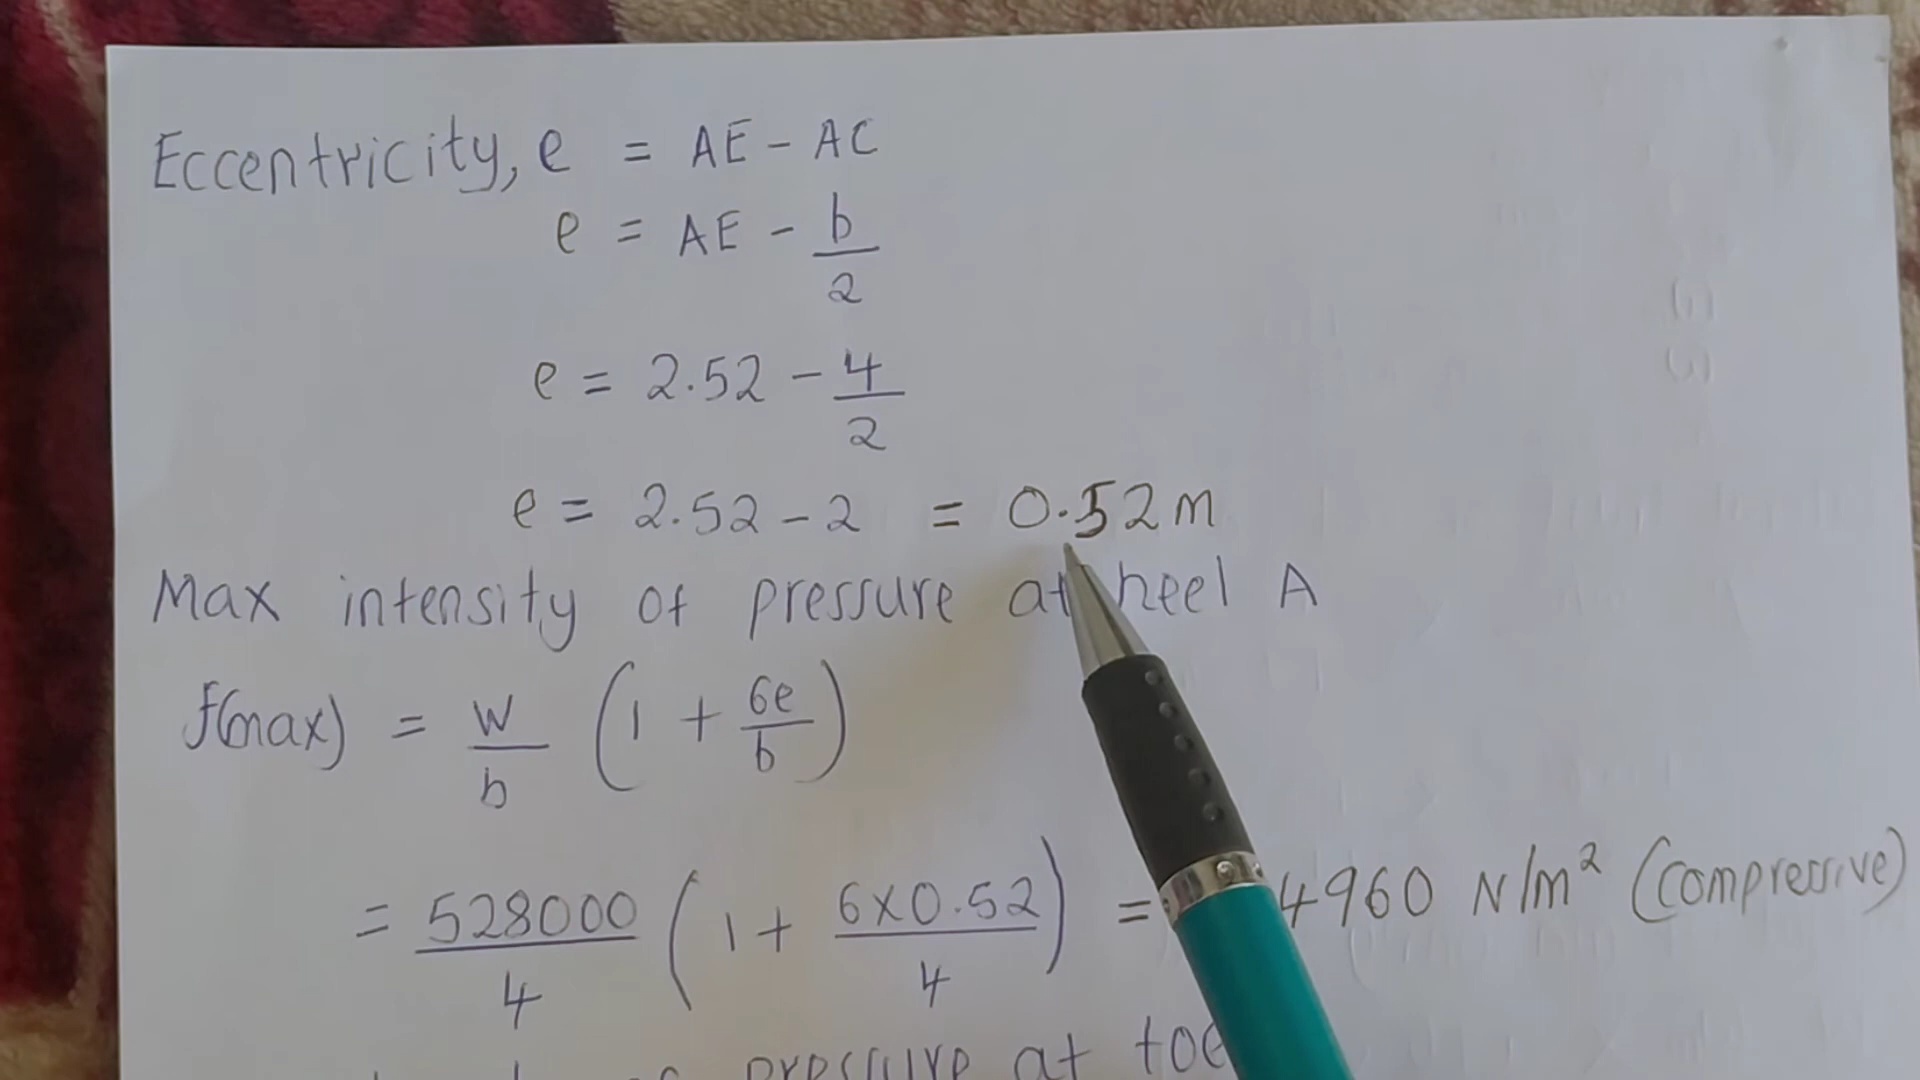 Eccentricity, e = AE - AC
e = AE - b/2
e = 2.52 - 4/2
e = 2.52 - 2 = 0.52m
Max intensity of pressure at heel A
f(max) = W/b (1 + 6e/b)
= 528000/4 (1 + 6×0.52/4) = 4960 N/m² (compressive)
pressure at toe